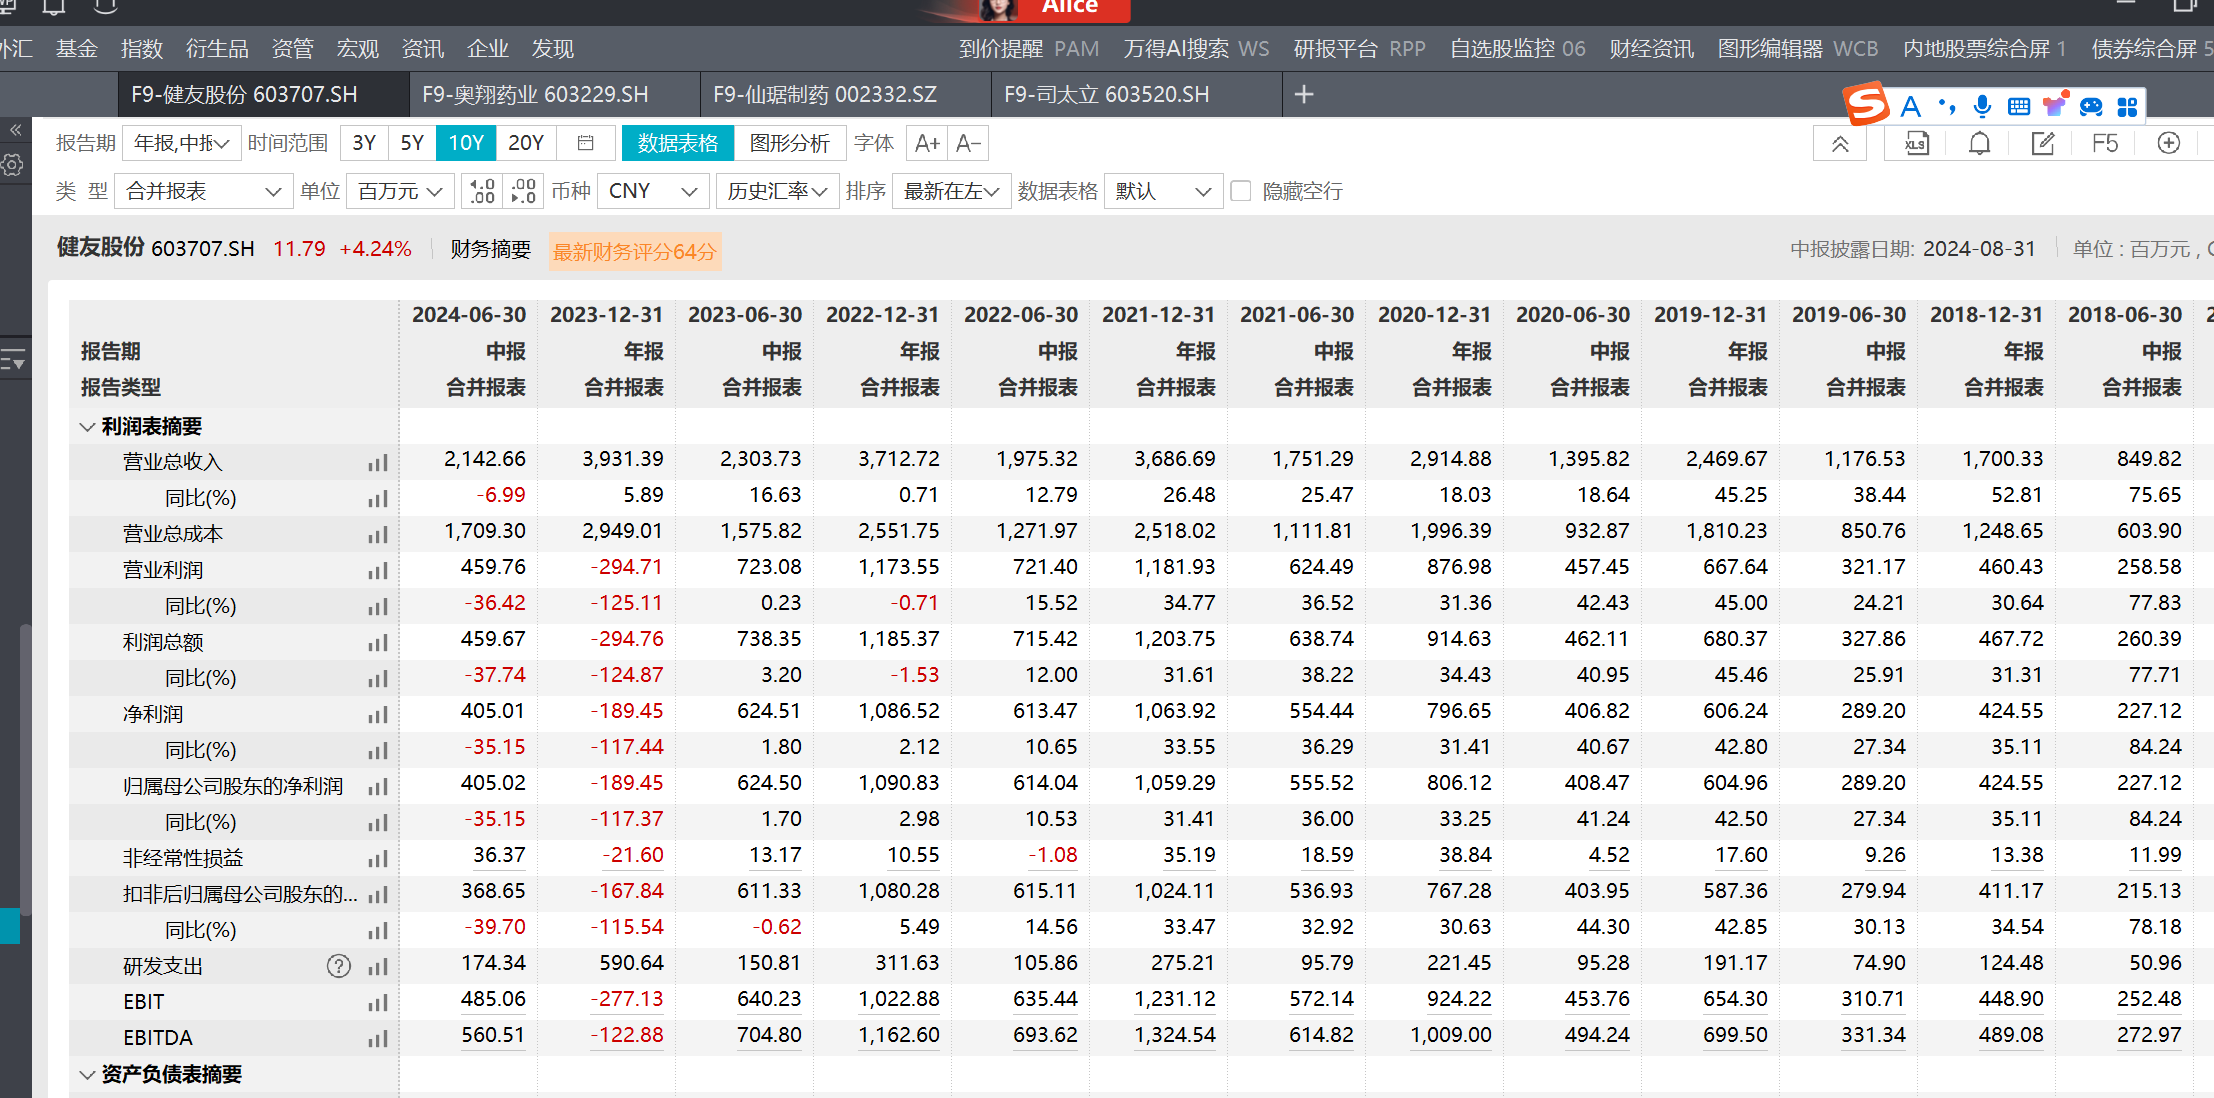 Alice
外汇 基金 指数 衍生品 资管 宏观 资讯 企业 发现 到价提醒 PAM 万得AI搜索 WS 研报平台 RPP 自选股监控 06 财经资讯 图形编辑器 WCB 内地股票综合屏 1 债券综合屏 5
F9-健友股份 603707.SH F9-奥翔药业 603229.SH F9-仙琚制药 002332.SZ F9-司太立 603520.SH +
报告期 年报,中报 时间范围 3Y 5Y 10Y 20Y 数据表格 图形分析 字体 A+ A- XLS F5
类 型 合并报表 单位 百万元 币种 CNY 历史汇率 排序 最新在左 数据表格 默认 隐藏空行
健友股份 603707.SH 11.79 +4.24% 财务摘要 最新财务评分64分 中报披露日期: 2024-08-31 单位 : 百万元 ,
2024-06-30 2023-12-31 2023-06-30 2022-12-31 2022-06-30 2021-12-31 2021-06-30 2020-12-31 2020-06-30 2019-12-31 2019-06-30 2018-12-31 2018-06-30 2
报告期 中报 年报 中报 年报 中报 年报 中报 年报 中报 年报 中报 年报 中报
报告类型 合并报表 合并报表 合并报表 合并报表 合并报表 合并报表 合并报表 合并报表 合并报表 合并报表 合并报表 合并报表 合并报表
利润表摘要
营业总收入 2,142.66 3,931.39 2,303.73 3,712.72 1,975.32 3,686.69 1,751.29 2,914.88 1,395.82 2,469.67 1,176.53 1,700.33 849.82
同比(%) -6.99 5.89 16.63 0.71 12.79 26.48 25.47 18.03 18.64 45.25 38.44 52.81 75.65
营业总成本 1,709.30 2,949.01 1,575.82 2,551.75 1,271.97 2,518.02 1,111.81 1,996.39 932.87 1,810.23 850.76 1,248.65 603.90
营业利润 459.76 -294.71 723.08 1,173.55 721.40 1,181.93 624.49 876.98 457.45 667.64 321.17 460.43 258.58
同比(%) -36.42 -125.11 0.23 -0.71 15.52 34.77 36.52 31.36 42.43 45.00 24.21 30.64 77.83
利润总额 459.67 -294.76 738.35 1,185.37 715.42 1,203.75 638.74 914.63 462.11 680.37 327.86 467.72 260.39
同比(%) -37.74 -124.87 3.20 -1.53 12.00 31.61 38.22 34.43 40.95 45.46 25.91 31.31 77.71
净利润 405.01 -189.45 624.51 1,086.52 613.47 1,063.92 554.44 796.65 406.82 606.24 289.20 424.55 227.12
同比(%) -35.15 -117.44 1.80 2.12 10.65 33.55 36.29 31.41 40.67 42.80 27.34 35.11 84.24
归属母公司股东的净利润 405.02 -189.45 624.50 1,090.83 614.04 1,059.29 555.52 806.12 408.47 604.96 289.20 424.55 227.12
同比(%) -35.15 -117.37 1.70 2.98 10.53 31.41 36.00 33.25 41.24 42.50 27.34 35.11 84.24
非经常性损益 36.37 -21.60 13.17 10.55 -1.08 35.19 18.59 38.84 4.52 17.60 9.26 13.38 11.99
扣非后归属母公司股东的... 368.65 -167.84 611.33 1,080.28 615.11 1,024.11 536.93 767.28 403.95 587.36 279.94 411.17 215.13
同比(%) -39.70 -115.54 -0.62 5.49 14.56 33.47 32.92 30.63 44.30 42.85 30.13 34.54 78.18
研发支出 174.34 590.64 150.81 311.63 105.86 275.21 95.79 221.45 95.28 191.17 74.90 124.48 50.96
EBIT 485.06 -277.13 640.23 1,022.88 635.44 1,231.12 572.14 924.22 453.76 654.30 310.71 448.90 252.48
EBITDA 560.51 -122.88 704.80 1,162.60 693.62 1,324.54 614.82 1,009.00 494.24 699.50 331.34 489.08 272.97
资产负债表摘要